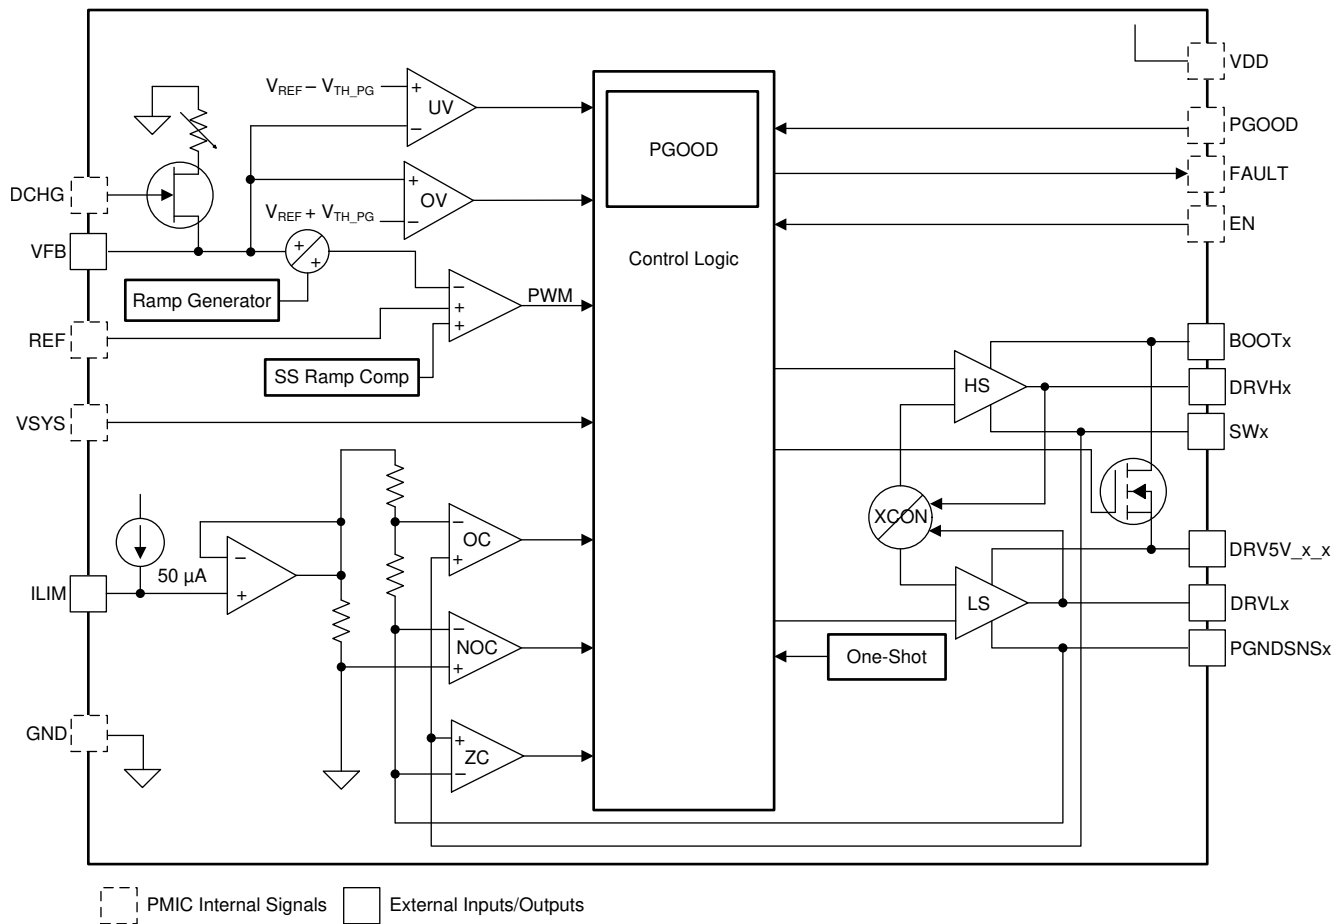 VDD
V_REF – V_TH_PG
+
UV
–
PGOOD
PGOOD
DCHG
FAULT
+
OV
–
V_REF + V_TH_PG
EN
VFB
+
+
Control Logic
Ramp Generator
–
+
+
PWM
REF
SS Ramp Comp
BOOTx
HS
DRVHx
VSYS
SWx
–
OC
+
XCON
DRV5V_x_x
–
+
50 µA
ILIM
LS
DRVLx
–
NOC
+
One-Shot
PGNDSNSx
GND
+
ZC
–
PMIC Internal Signals
External Inputs/Outputs